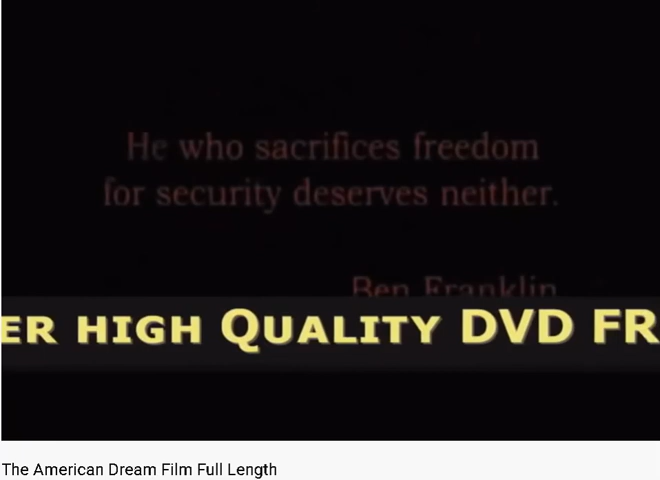 He who sacrifices freedom
for security deserves neither.
Ben Franklin
ER HIGH QUALITY DVD FR
The American Dream Film Full Length